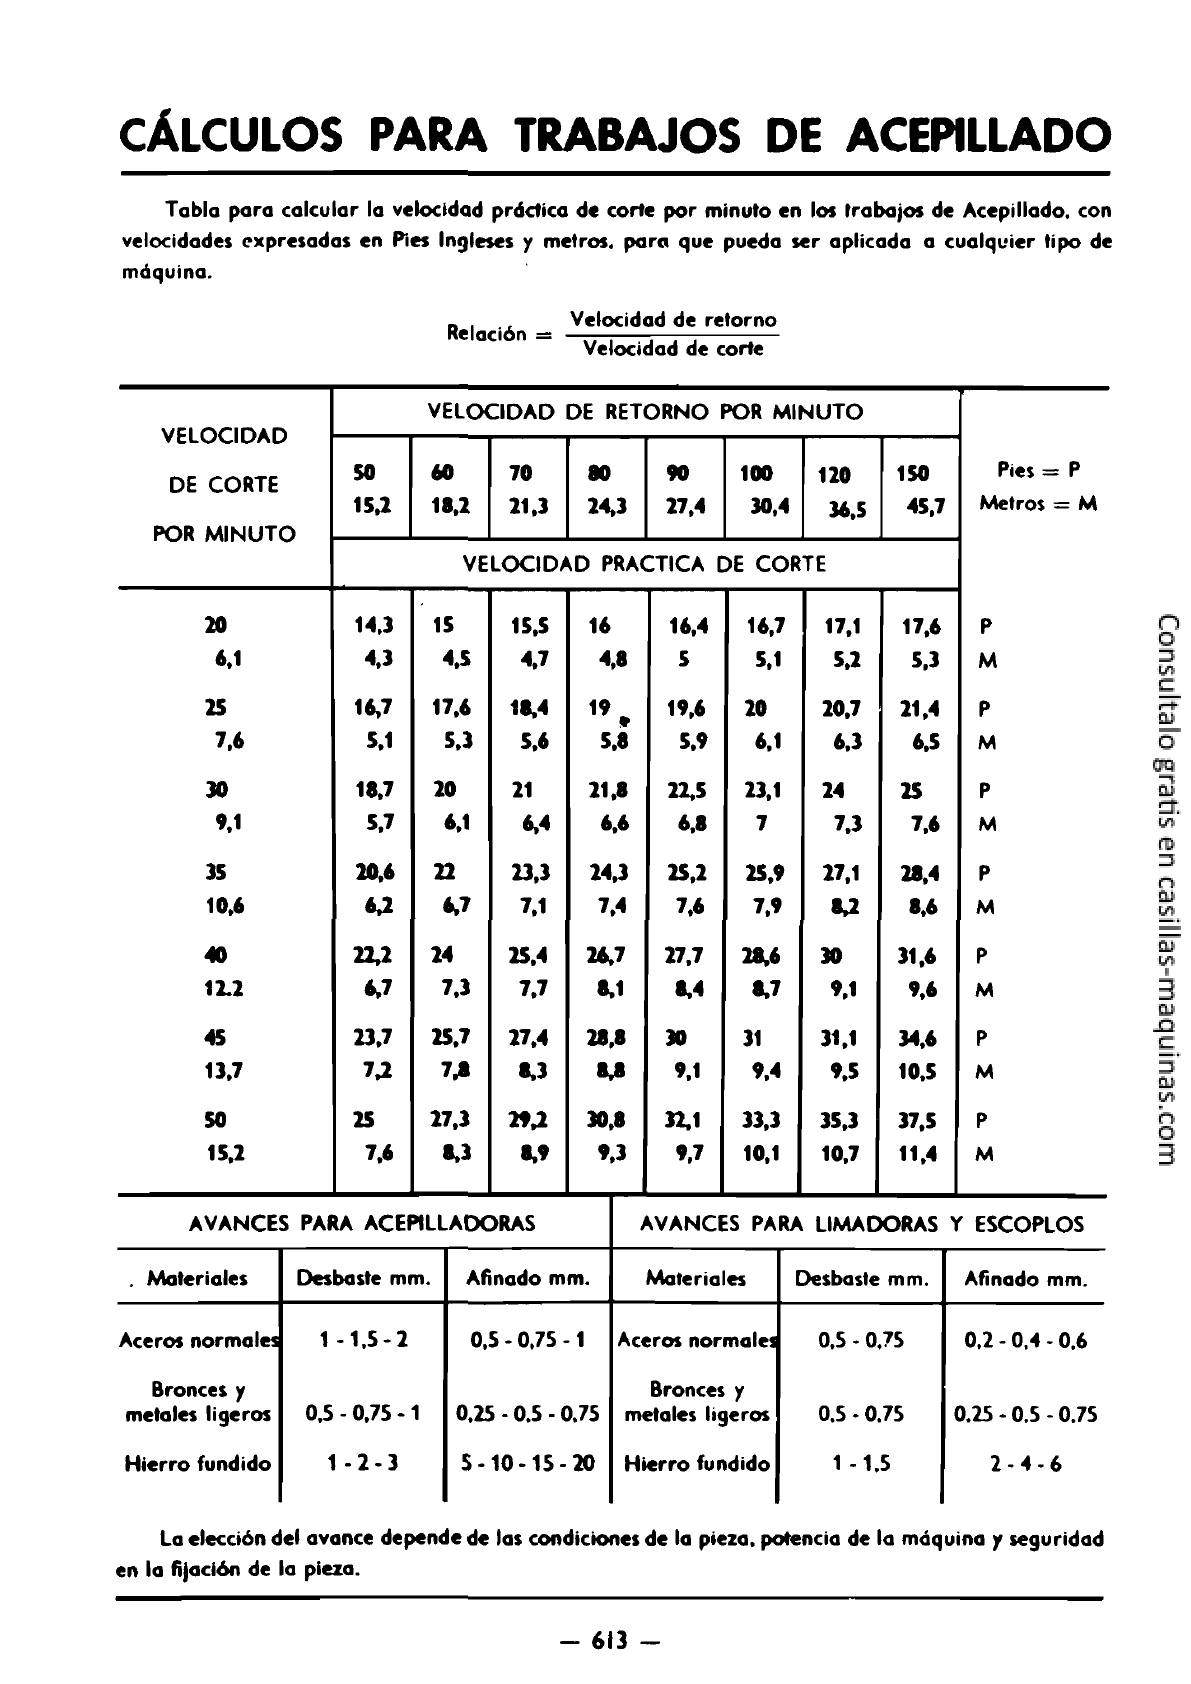 CÁLCULOS PARA TRABAJOS DE ACEPILLADO
Tabla para calcular la velocidad práctica de corte por minuto en los trabajos de Acepillado, con
velocidades expresadas en Pies Ingleses y metros, para que pueda ser aplicada a cualquier tipo de
máquina.
Relación = Velocidad de retorno
Velocidad de corte
VELOCIDAD DE CORTE POR MINUTO
VELOCIDAD DE RETORNO POR MINUTO
50 60 70 80 90 100 120 150 Pies = P
15,2 18,2 21,3 24,3 27,4 30,4 36,5 45,7 Metros = M
VELOCIDAD PRACTICA DE CORTE
20 14,3 15 15,5 16 16,4 16,7 17,1 17,6 P
6,1 4,3 4,5 4,7 4,8 5 5,1 5,2 5,3 M
25 16,7 17,6 18,4 19 19,6 20 20,7 21,4 P
7,6 5,1 5,3 5,6 5,8 5,9 6,1 6,3 6,5 M
30 18,7 20 21 21,8 22,5 23,1 24 25 P
9,1 5,7 6,1 6,4 6,6 6,8 7 7,3 7,6 M
35 20,6 22 23,3 24,3 25,2 25,9 27,1 28,4 P
10,6 6,2 6,7 7,1 7,4 7,6 7,9 8,2 8,6 M
40 22,2 24 25,4 26,7 27,7 28,6 30 31,6 P
12.2 6,7 7,3 7,7 8,1 8,4 8,7 9,1 9,6 M
45 23,7 25,7 27,4 28,8 30 31 31,1 34,6 P
13,7 7,2 7,8 8,3 8,8 9,1 9,4 9,5 10,5 M
50 25 27,3 29,2 30,8 32,1 33,3 35,3 37,5 P
15,2 7,6 8,3 8,9 9,3 9,7 10,1 10,7 11,4 M
AVANCES PARA ACEPILLADORAS AVANCES PARA LIMADORAS Y ESCOPLOS
Materiales Desbaste mm. Afinado mm. Materiales Desbaste mm. Afinado mm.
Aceros normales 1 - 1,5 - 2 0,5 - 0,75 - 1 Aceros normales 0,5 - 0,75 0,2 - 0,4 - 0,6
Bronces y Bronces y
metales ligeros 0,5 - 0,75 - 1 0,25 - 0.5 - 0,75 metales ligeros 0.5 - 0.75 0.25 - 0.5 - 0.75
Hierro fundido 1 - 2 - 3 5 - 10 - 15 - 20 Hierro fundido 1 - 1.5 2 - 4 - 6
La elección del avance depende de las condiciones de la pieza, potencia de la máquina y seguridad
en la fijación de la pieza.
— 613 —
Consultalo gratis en casillas-maquinas.com